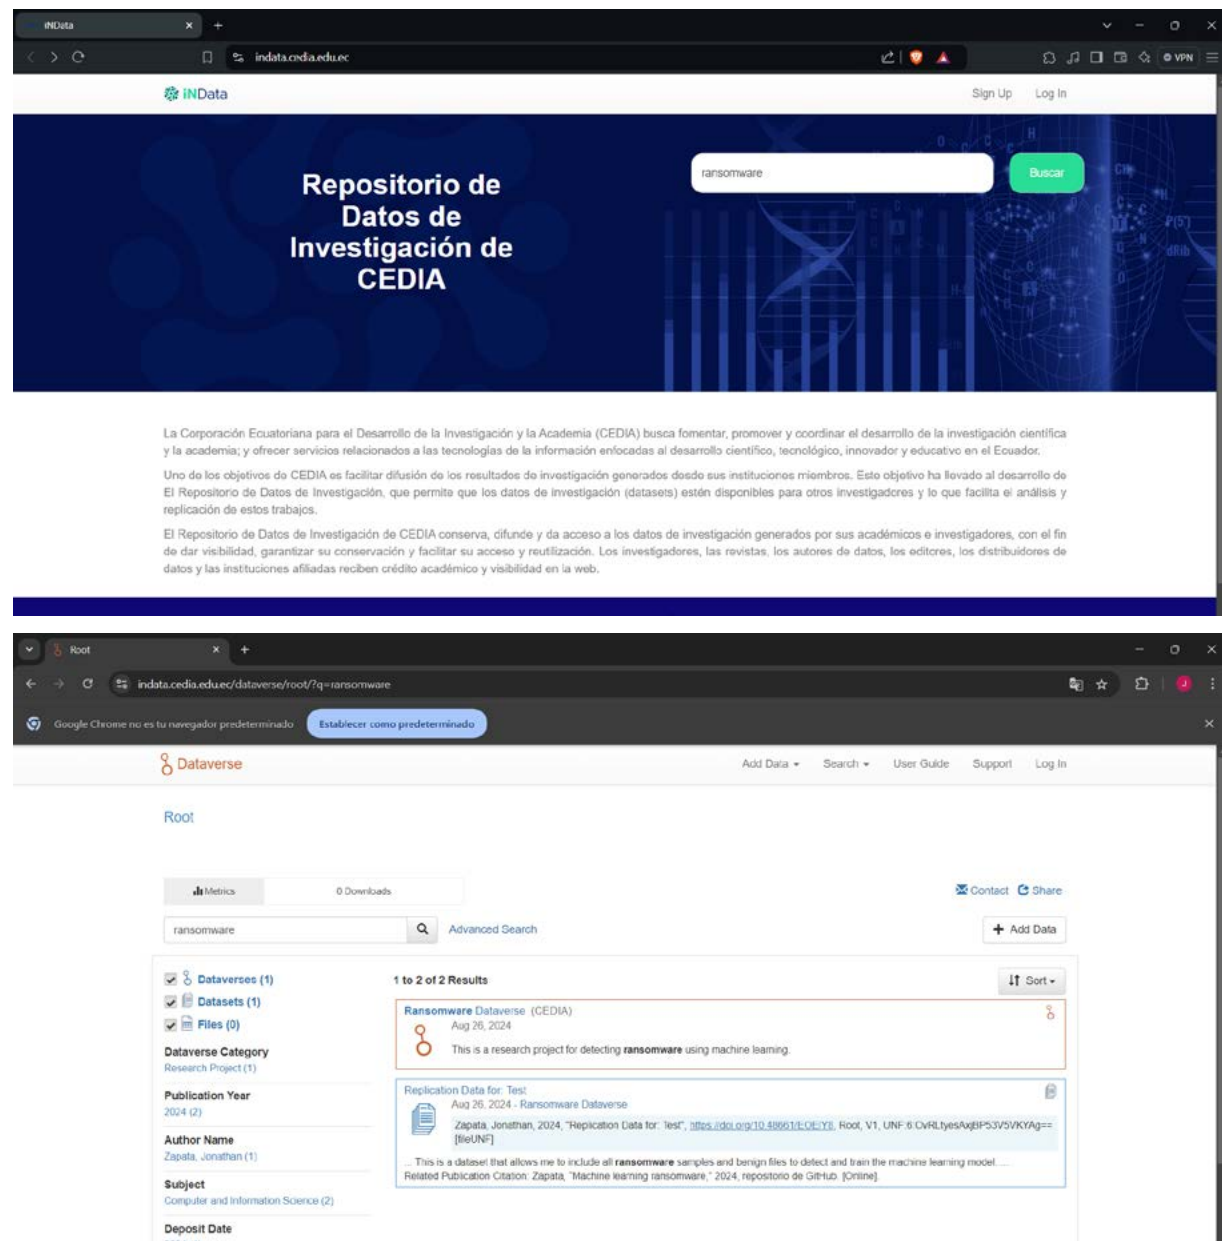 iNData
indata.cedia.edu.ec
VPN
iNData
Sign Up
Log In
Repositorio de
Datos de
Investigación de
CEDIA
ransomware
Buscar
La Corporación Ecuatoriana para el Desarrollo de la Investigación y la Academia (CEDIA) busca fomentar, promover y coordinar el desarrollo de la investigación científica
y la academia; y ofrecer servicios relacionados a las tecnologías de la información enfocadas al desarrollo científico, tecnológico, innovador y educativo en el Ecuador.
Uno de los objetivos de CEDIA es facilitar difusión de los resultados de investigación generados desde sus instituciones miembros. Este objetivo ha llevado al desarrollo de
El Repositorio de Datos de Investigación, que permite que los datos de investigación (datasets) estén disponibles para otros investigadores y lo que facilita el análisis y
replicación de estos trabajos.
El Repositorio de Datos de Investigación de CEDIA conserva, difunde y da acceso a los datos de investigación generados por sus académicos e investigadores, con el fin
de dar visibilidad, garantizar su conservación y facilitar su acceso y reutilización. Los investigadores, las revistas, los autores de datos, los editores, los distribuidores de
datos y las instituciones afiliadas reciben crédito académico y visibilidad en la web.
Root
indata.cedia.edu.ec/dataverse/root/?q=ransomware
Google Chrome no es tu navegador predeterminado
Establecer como predeterminado
Dataverse
Add Data
Search
User Guide
Support
Log In
Root
Metrics
0 Downloads
Contact
Share
ransomware
Advanced Search
+ Add Data
Dataverses (1)
Datasets (1)
Files (0)
Dataverse Category
Research Project (1)
Publication Year
2024 (2)
Author Name
Zapata, Jonathan (1)
Subject
Computer and Information Science (2)
Deposit Date
1 to 2 of 2 Results
Sort
Ransomware Dataverse (CEDIA)
Aug 26, 2024
This is a research project for detecting ransomware using machine learning.
Replication Data for: Test
Aug 26, 2024 - Ransomware Dataverse
Zapata, Jonathan, 2024, "Replication Data for: Test", Root, V1,
[fileUNF]
... This is a dataset that allows me to include all ransomware samples and benign files to detect and train the machine learning model. ...
Related Publication Citation: Zapata, "Machine learning ransomware," 2024, repositorio de GitHub. [Online].